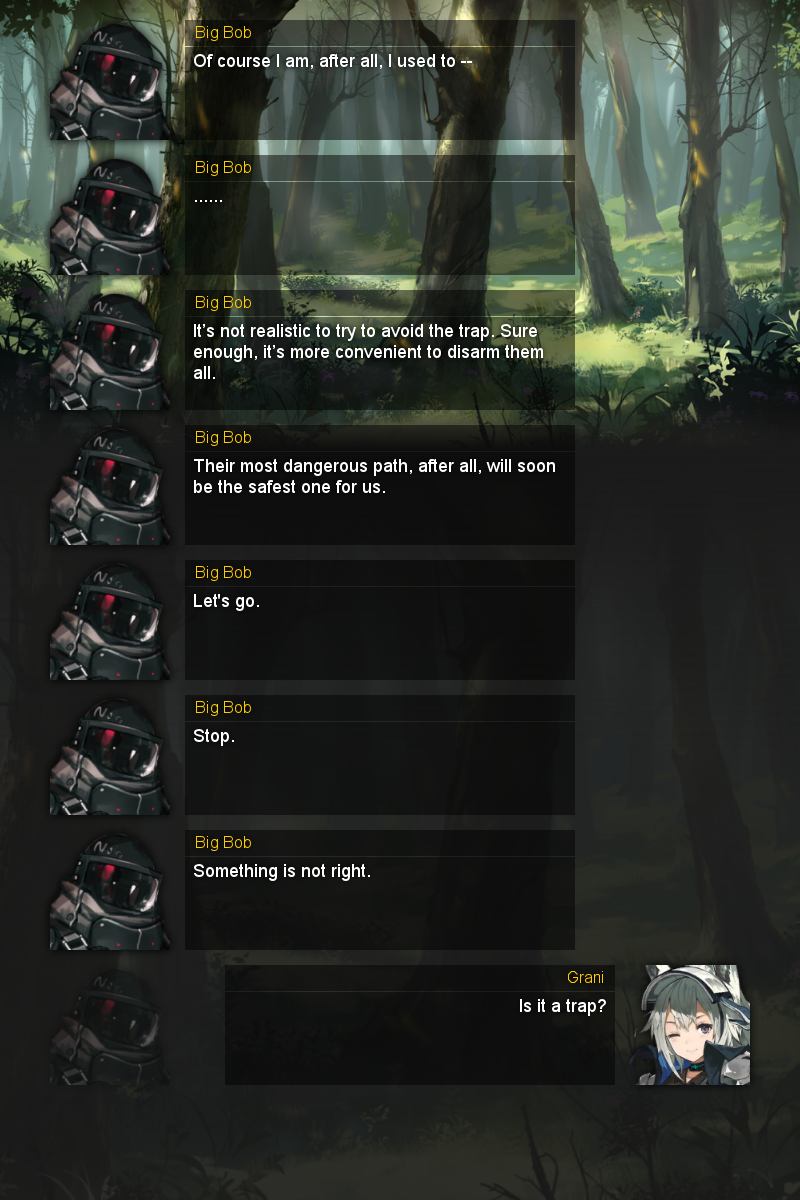 Big Bob
Of course I am, after all, I used to --
Big Bob
......
Big Bob
It's not realistic to try to avoid the trap. Sure
enough, it's more convenient to disarm them
all.
Big Bob
Their most dangerous path, after all, will soon
be the safest one for us.
Big Bob
Let's go.
Big Bob
Stop.
Big Bob
Something is not right.
Grani
Is it a trap?